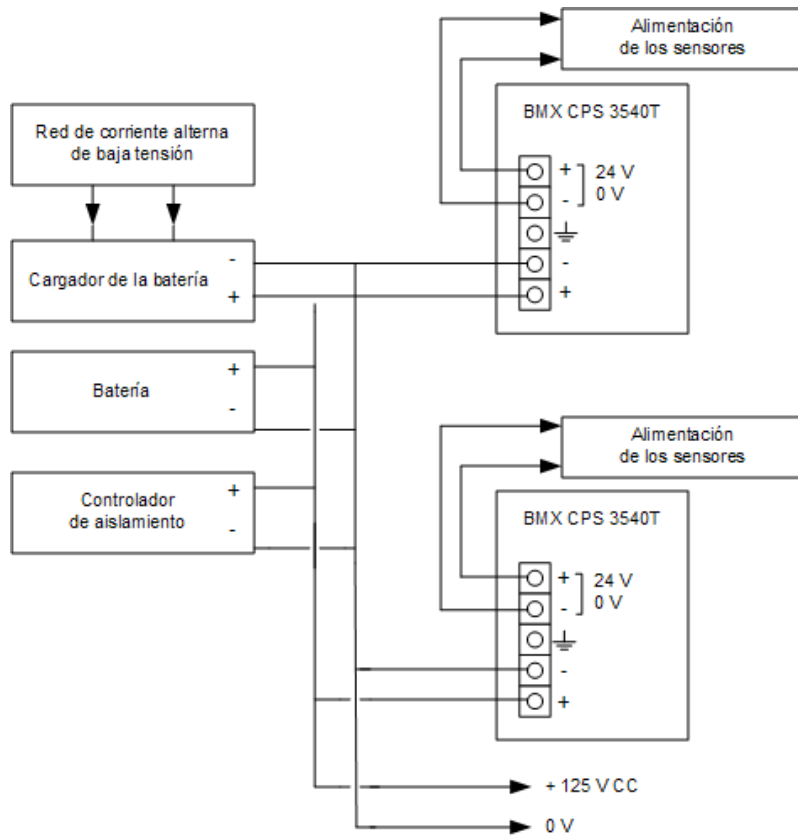 Alimentación
de los sensores
BMX CPS 3540T
+
24 V
-
0 V
-
+
Red de corriente alterna
de baja tensión
Cargador de la batería
-
+
Batería
+
-
Controlador
de aislamiento
+
-
Alimentación
de los sensores
BMX CPS 3540T
+
24 V
-
0 V
-
+
+ 125 V CC
0 V